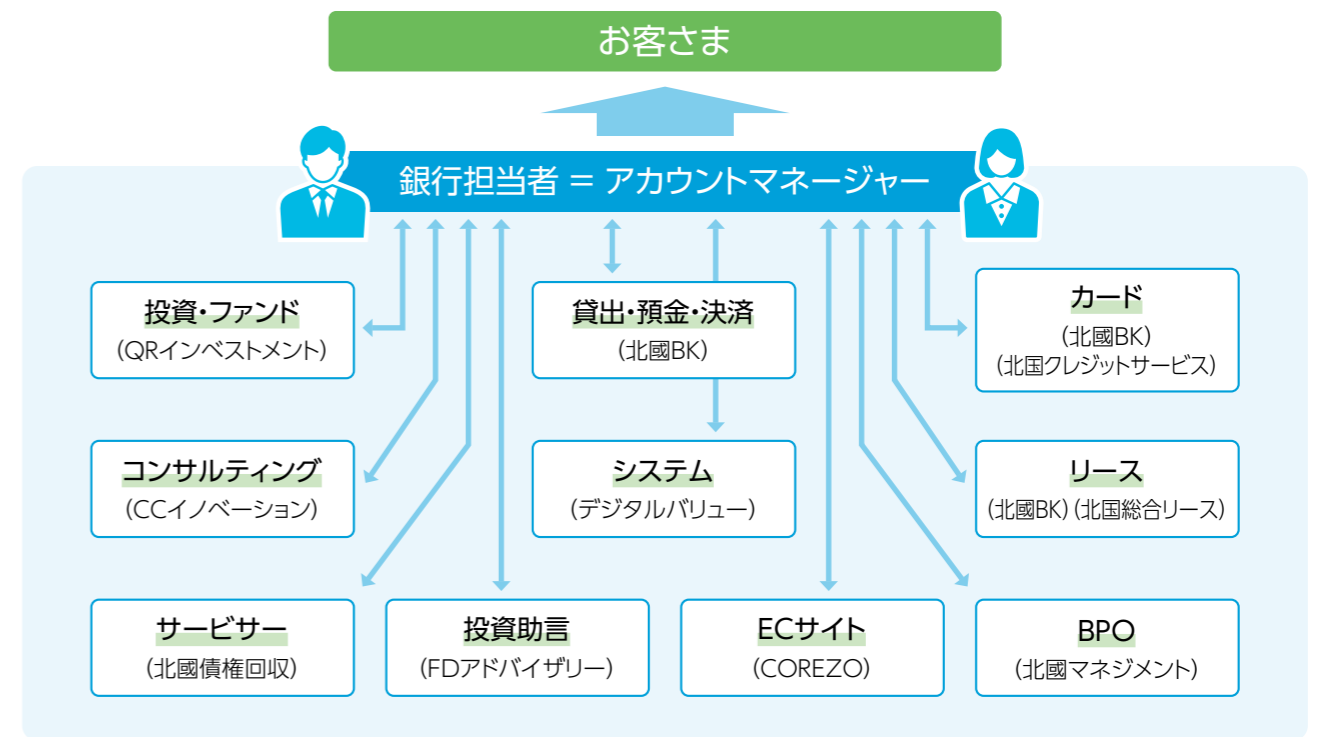 お客さま
銀行担当者 = アカウントマネージャー
投資・ファンド
(QRインベストメント)
貸出・預金・決済
(北國BK)
カード
(北國BK)
(北国クレジットサービス)
コンサルティング
(CCイノベーション)
システム
(デジタルバリュー)
リース
(北國BK)(北国総合リース)
サービサー
(北國債権回収)
投資助言
(FDアドバイザリー)
ECサイト
(COREZO)
BPO
(北國マネジメント)